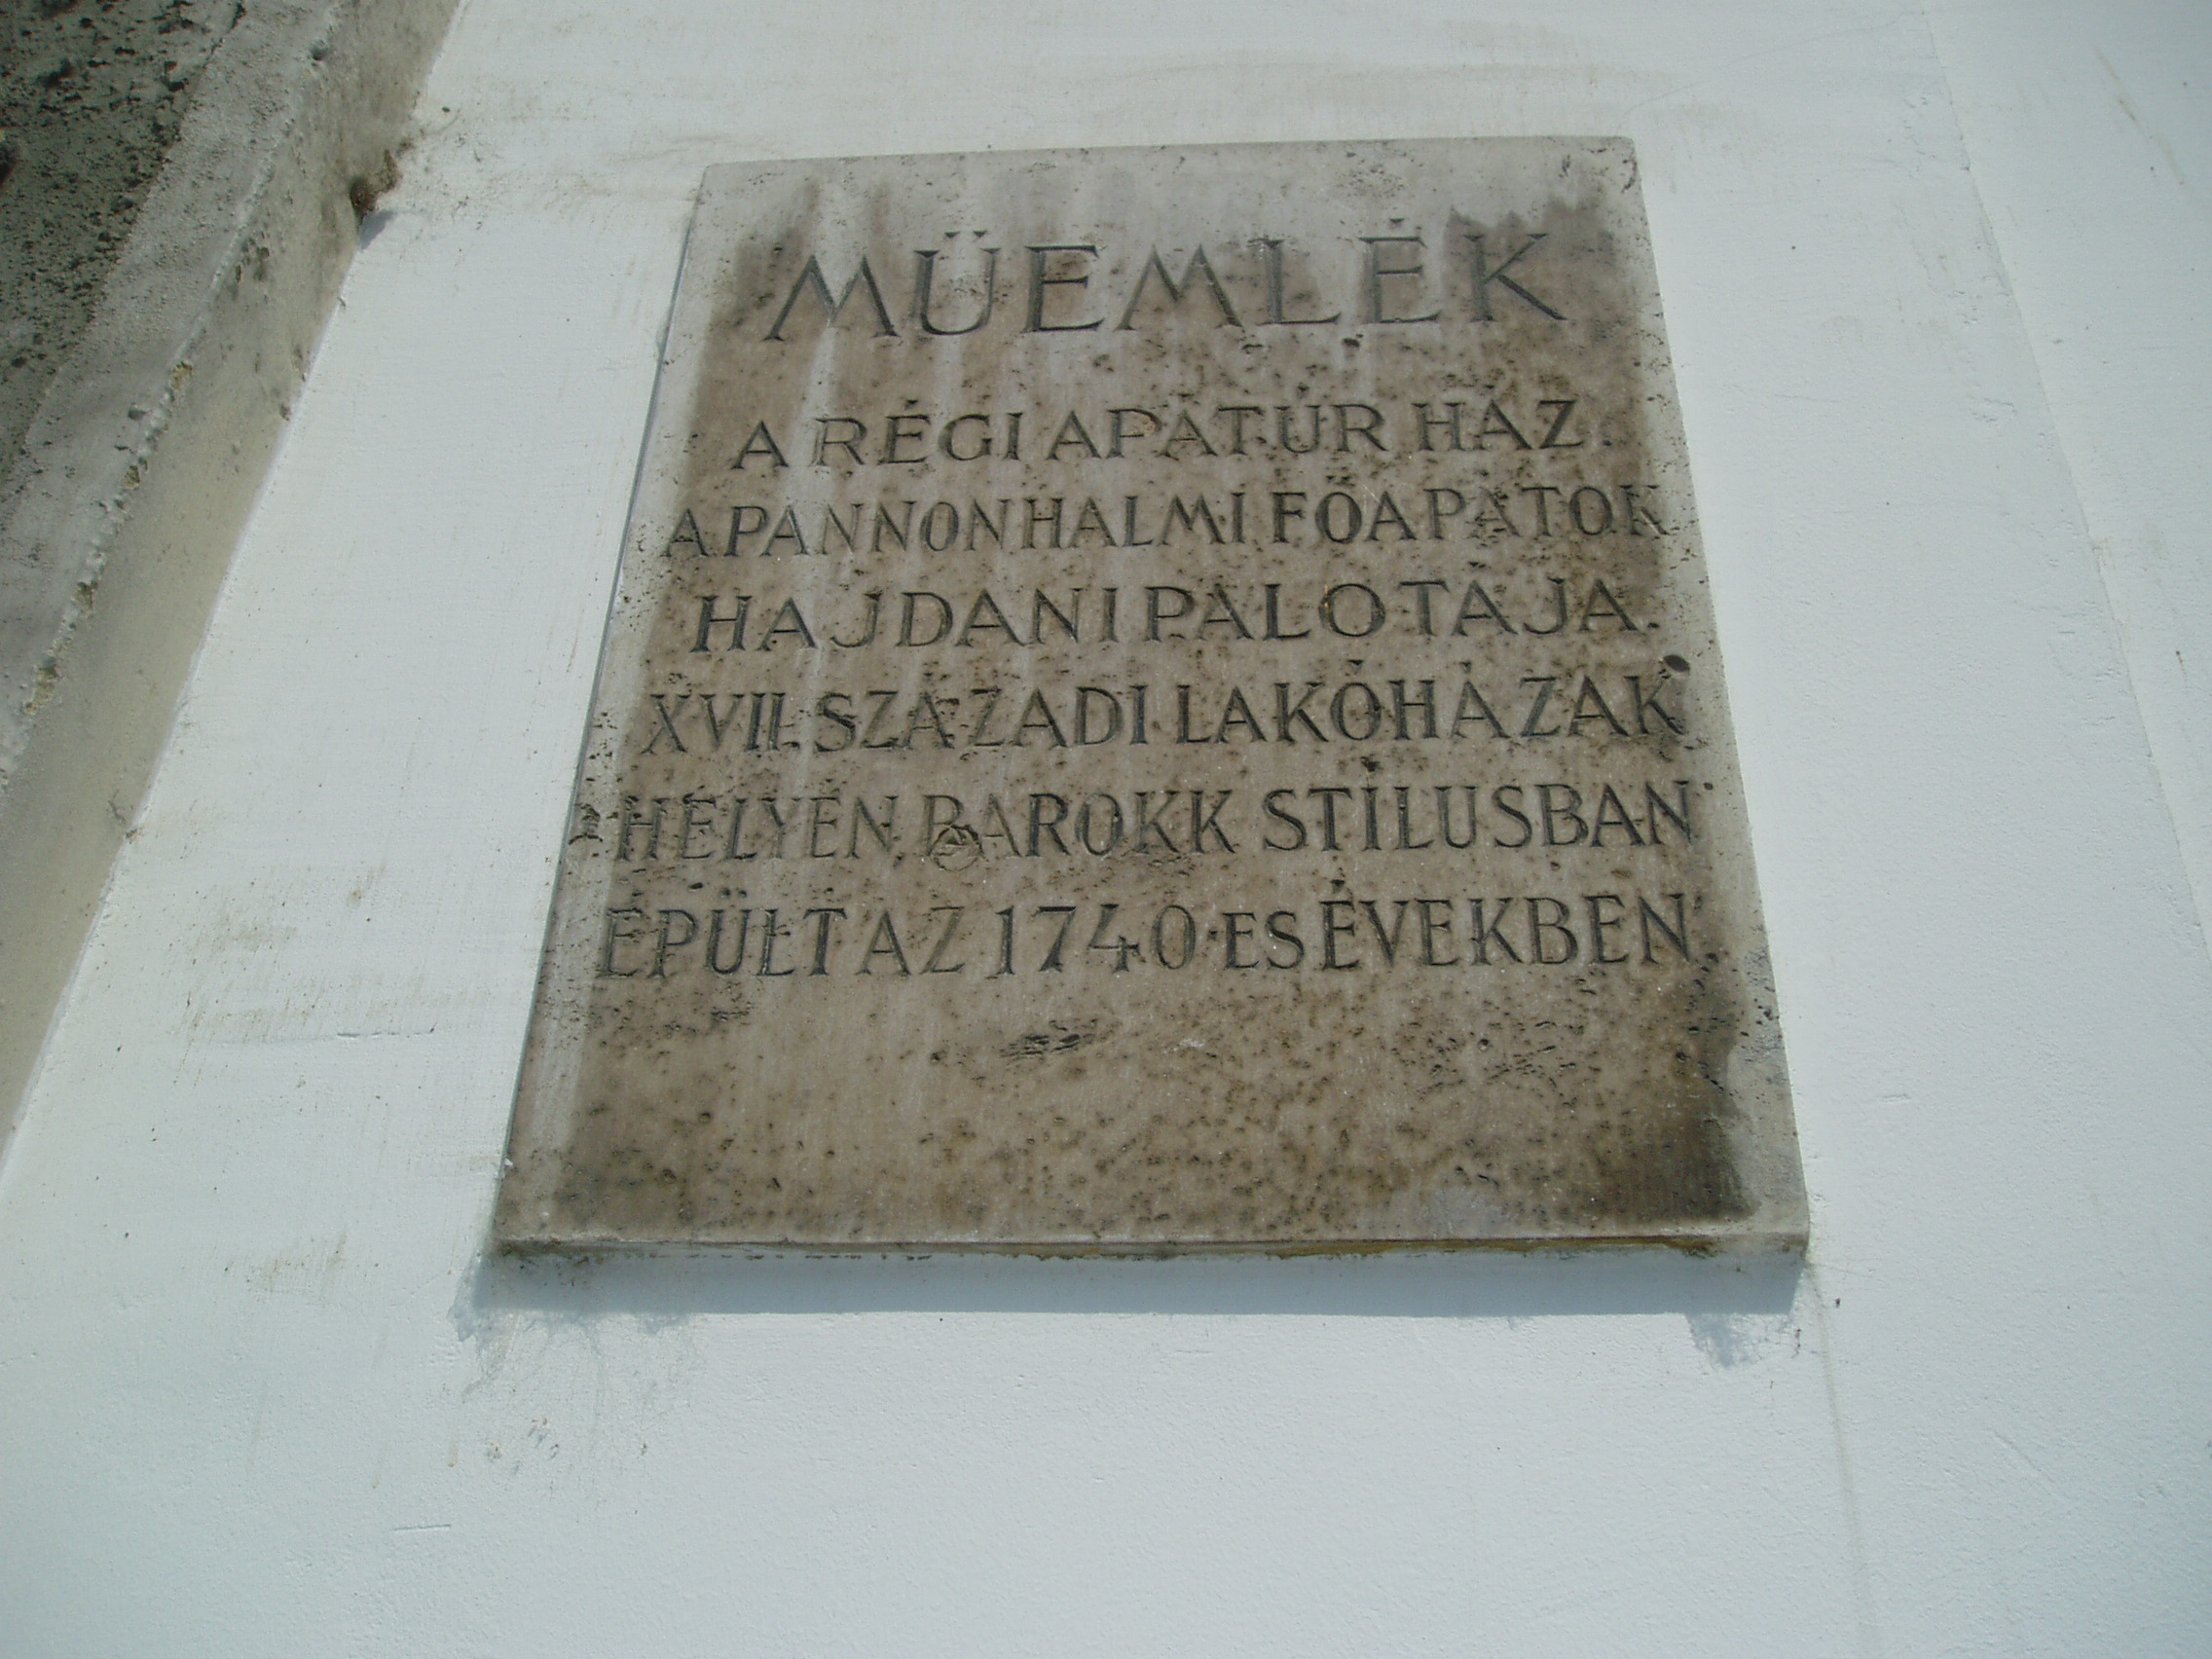 MŰEMLÉK
A RÉGI APÁTÚR HÁZ.
A PANNONHALMI FŐAPÁTOK
HAJDANI PALOTÁJA.
XVII. SZÁZADI LAKÓHÁZAK
HELYÉN BAROKK STÍLUSBAN
ÉPÜLT AZ 1740-ES ÉVEKBEN.